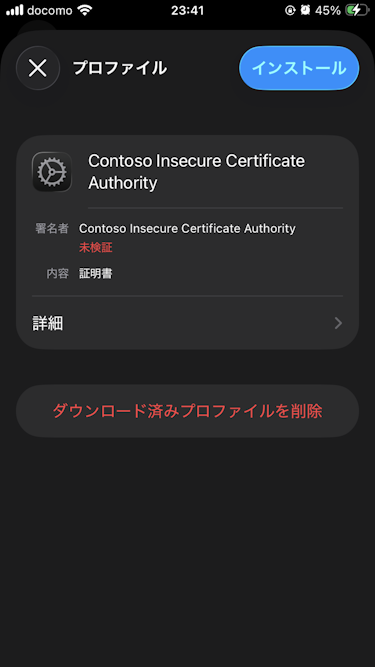 docomo 23:41 45%
プロファイル
インストール
Contoso Insecure Certificate
Authority
署名者 Contoso Insecure Certificate Authority
未検証
内容 証明書
詳細
ダウンロード済みプロファイルを削除